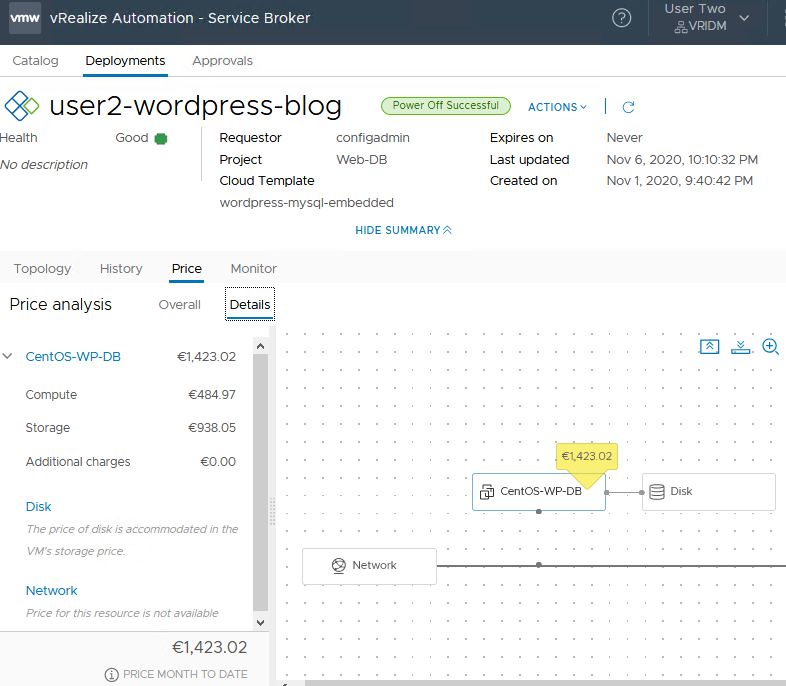 vmw vRealize Automation - Service Broker
? User Two
VRIDM
Catalog Deployments Approvals
user2-wordpress-blog Power Off Successful ACTIONS
Health Good Requestor configadmin Expires on Never
No description Project Web-DB Last updated Nov 6, 2020, 10:10:32 PM
Cloud Template Created on Nov 1, 2020, 9:40:42 PM
wordpress-mysql-embedded
HIDE SUMMARY
Topology History Price Monitor
Price analysis Overall Details
CentOS-WP-DB €1,423.02
Compute €484.97
Storage €938.05
Additional charges €0.00
Disk
The price of disk is accommodated in the
VM's storage price.
Network
Price for this resource is not available
€1,423.02
PRICE MONTH TO DATE
€1,423.02
CentOS-WP-DB Disk
Network